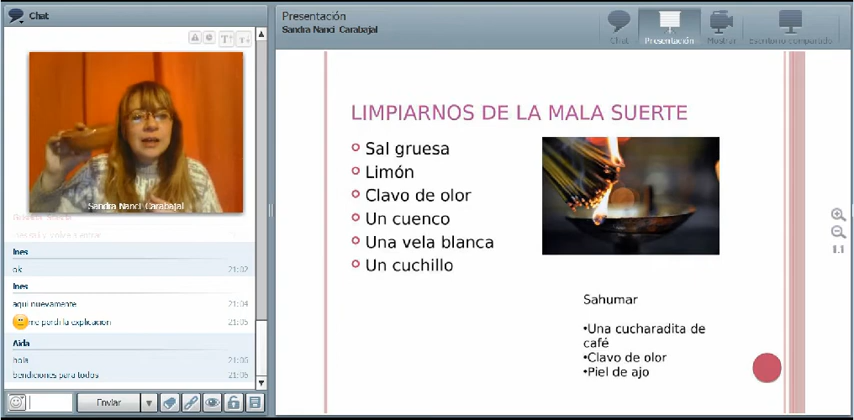 Chat
Sandra Nanci Carabajal
Ines
ok 21:02
Ines
aqui nuevamente 21:04
me perdi la explicacion 21:05
Aida
hola 21:06
bendiciones para todos 21:06
Enviar
Presentación
Sandra Nanci Carabajal
Chat
Presentación
Mostrar
Escritorio compartido
LIMPIARNOS DE LA MALA SUERTE
Sal gruesa
Limón
Clavo de olor
Un cuenco
Una vela blanca
Un cuchillo
Sahumar
•Una cucharadita de
café
•Clavo de olor
•Piel de ajo
1:1